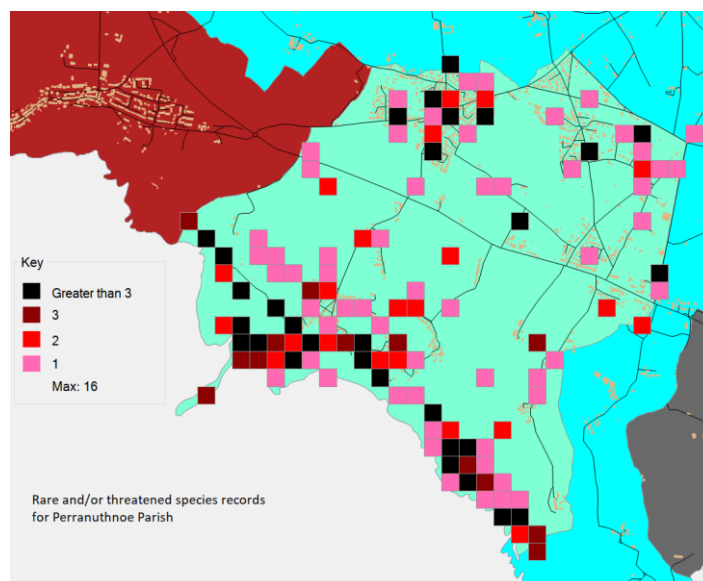 Key
Greater than 3
3
2
1
Max: 16
Rare and/or threatened species records
for Perranuthnoe Parish